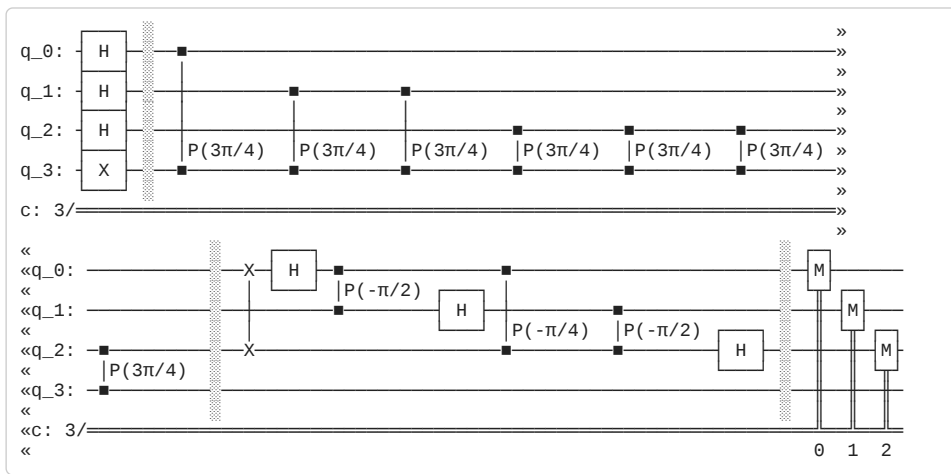 »
q_0: H »
»
q_1: H »
»
q_2: H »
P(3π/4) P(3π/4) P(3π/4) P(3π/4) P(3π/4) P(3π/4) »
q_3: X »
»
c: 3/ »
»
«
«q_0: X H M
« P(-π/2)
«q_1: H M
« P(-π/4) P(-π/2)
«q_2: X H M
« P(3π/4)
«q_3:
«
«c: 3/
« 0 1 2